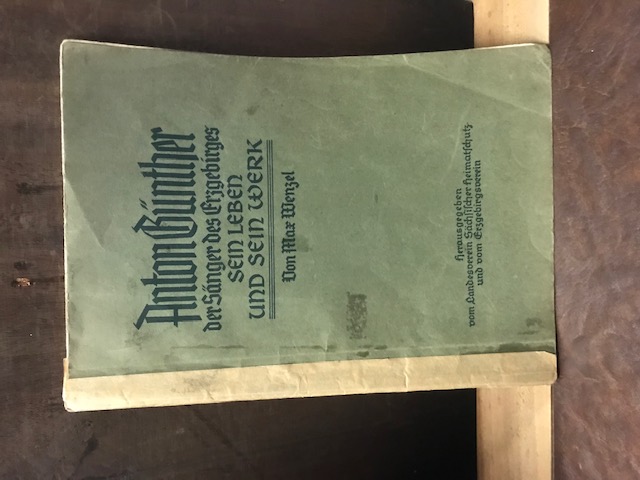 Anton Günther
der Sänger des Erzgebirges
SEIN LEBEN
UND SEIN WERK
Von Max Wenzel
Herausgegeben
vom Landesverein Sächsischer Heimatschutz
und vom Erzgebirgsverein